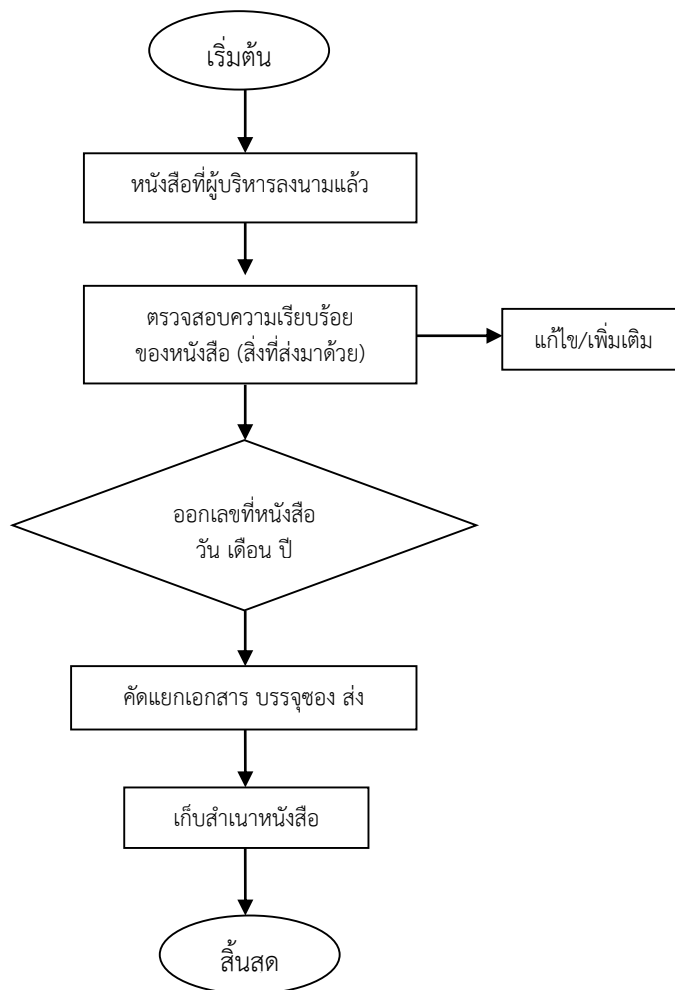 เริ่มต้น
หนังสือที่ผู้บริหารลงนามแล้ว
ตรวจสอบความเรียบร้อย
ของหนังสือ (สิ่งที่ส่งมาด้วย)
แก้ไข/เพิ่มเติม
ออกเลขที่หนังสือ
วัน เดือน ปี
คัดแยกเอกสาร บรรจุซอง ส่ง
เก็บสำเนาหนังสือ
สิ้นสด